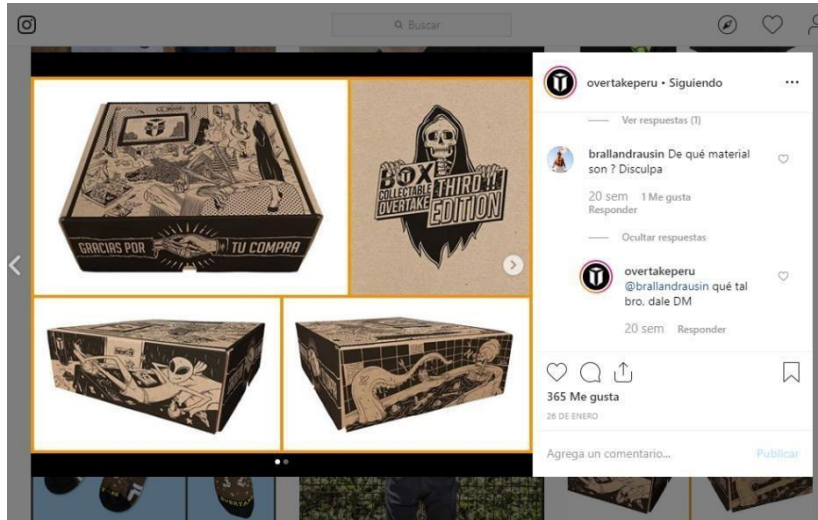 Buscar
overtakeperu • Siguiendo
Ver respuestas (1)
brallandrausin De qué material
son ? Disculpa
20 sem 1 Me gusta
Responder
Ocultar respuestas
overtakeperu
@brallandrausin qué tal
bro, dale DM
20 sem Responder
365 Me gusta
26 DE ENERO
Agrega un comentario... Publicar
GRACIAS POR TU COMPRA
BOX
COLLECTABLE
OVERTAKE
THIRD
EDITION